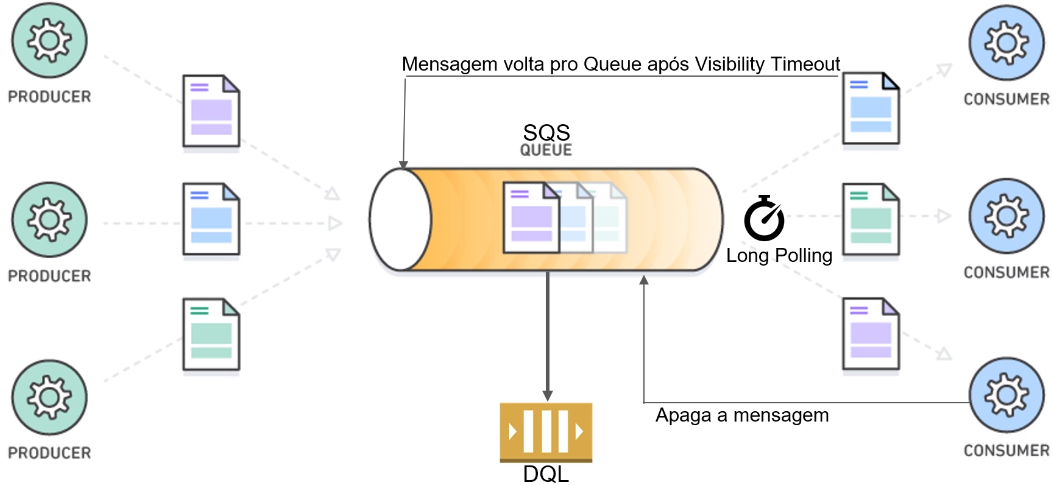 Mensagem volta pro Queue após Visibility Timeout
PRODUCER
CONSUMER
SQS
QUEUE
Long Polling
PRODUCER
CONSUMER
Apaga a mensagem
PRODUCER
CONSUMER
DQL